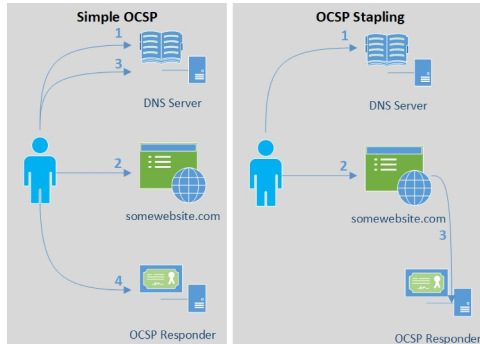 Simple OCSP
1
3
DNS Server
2
somewebsite.com
4
OCSP Responder
OCSP Stapling
1
DNS Server
2
somewebsite.com
3
OCSP Responder